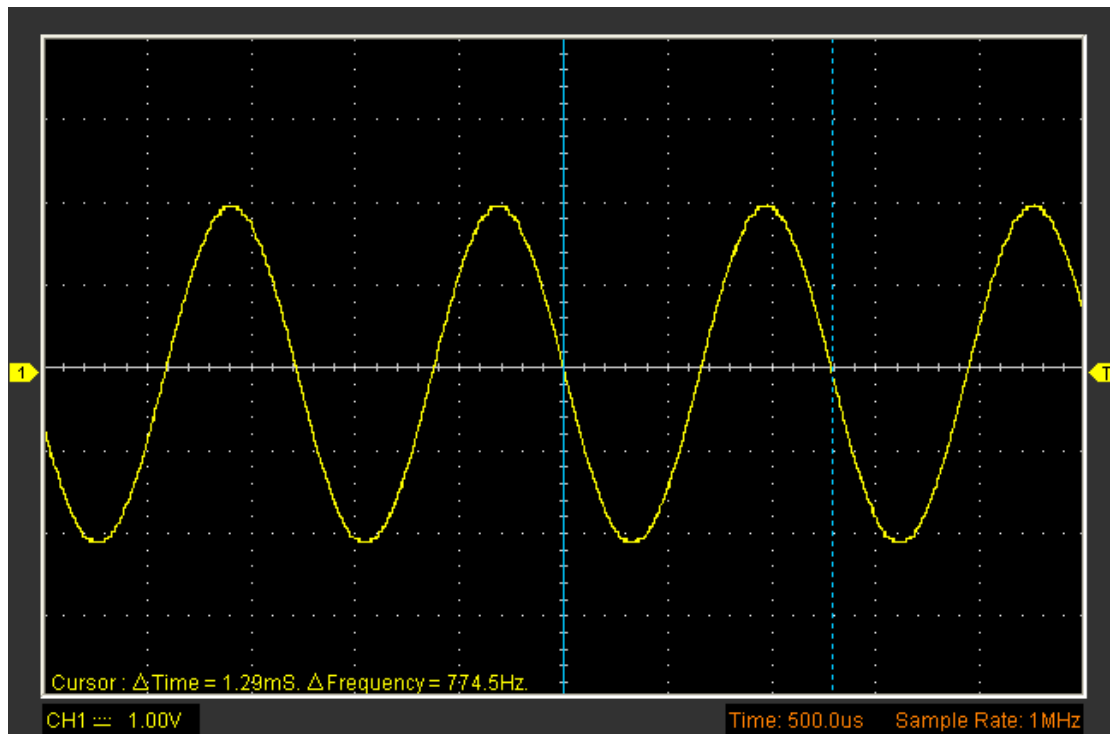 1
T
Cursor : △Time = 1.29mS. △Frequency = 774.5Hz.
CH1 ⎓ 1.00V
Time: 500.0us Sample Rate: 1MHz